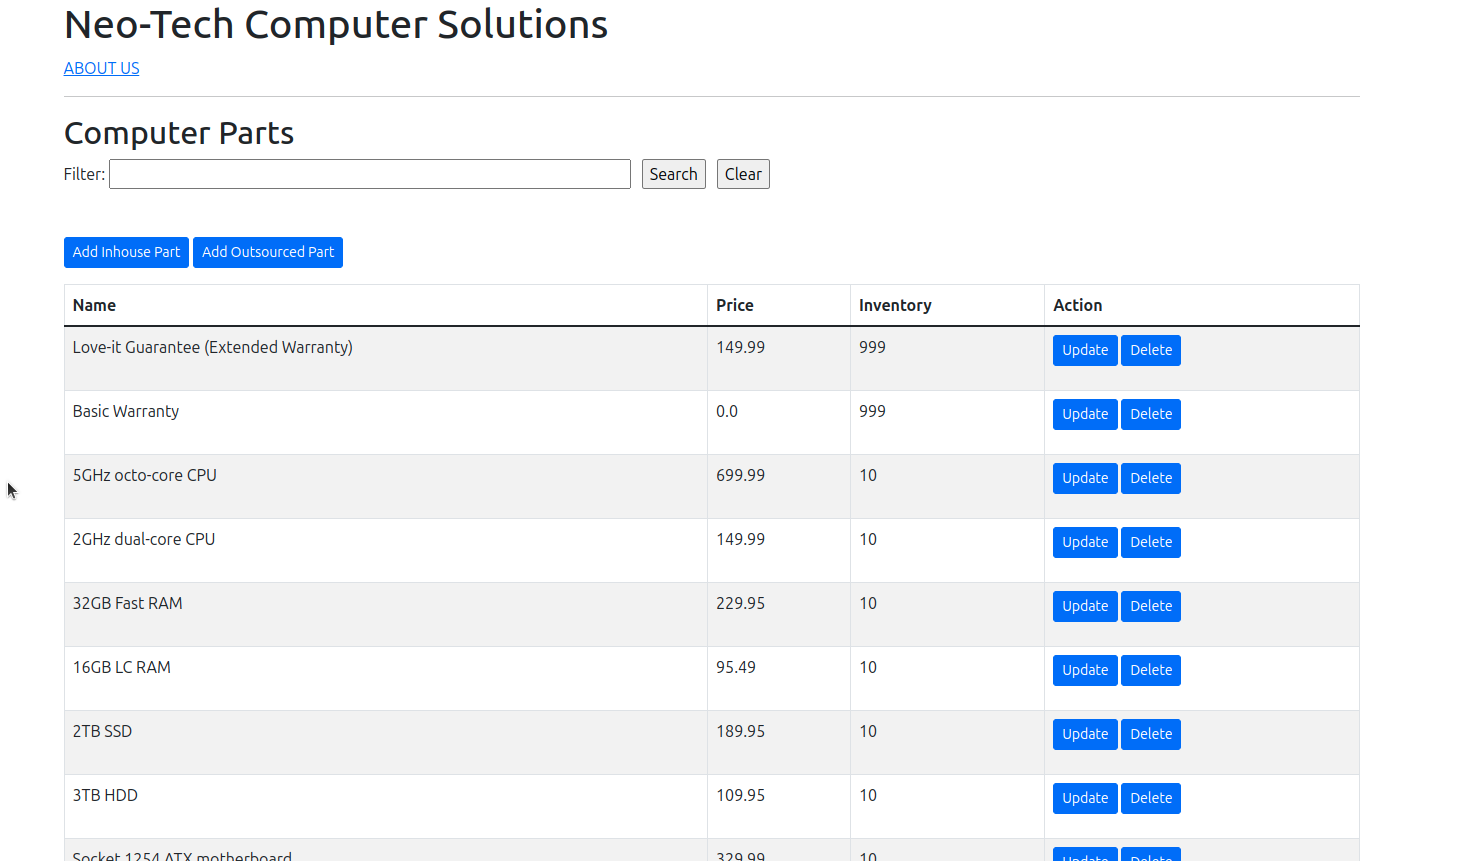 Neo-Tech Computer Solutions
ABOUT US
Computer Parts
Filter: Search Clear
Add Inhouse Part Add Outsourced Part
Name Price Inventory Action
Love-it Guarantee (Extended Warranty) 149.99 999 Update Delete
Basic Warranty 0.0 999 Update Delete
5GHz octo-core CPU 699.99 10 Update Delete
2GHz dual-core CPU 149.99 10 Update Delete
32GB Fast RAM 229.95 10 Update Delete
16GB LC RAM 95.49 10 Update Delete
2TB SSD 189.95 10 Update Delete
3TB HDD 109.95 10 Update Delete
Socket 1254 ATX motherboard 329.99 10 Update Delete